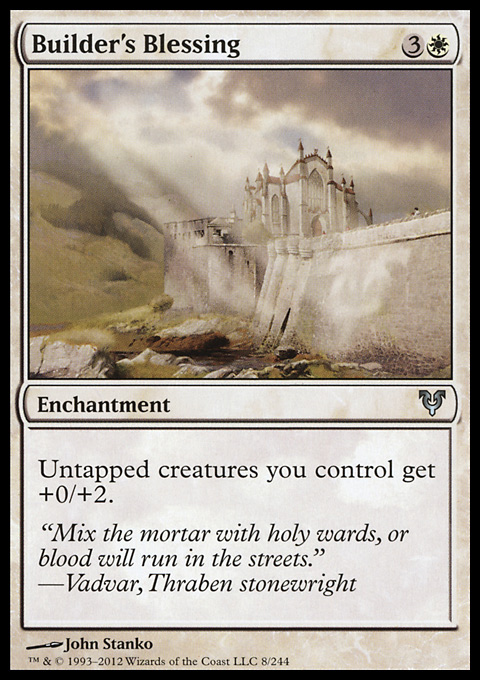 Builder's Blessing 3
Enchantment
Untapped creatures you control get
+0/+2.
“Mix the mortar with holy wards, or
blood will run in the streets.”
—Vadvar, Thraben stonewright
John Stanko
™ & © 1993–2012 Wizards of the Coast LLC 8/244